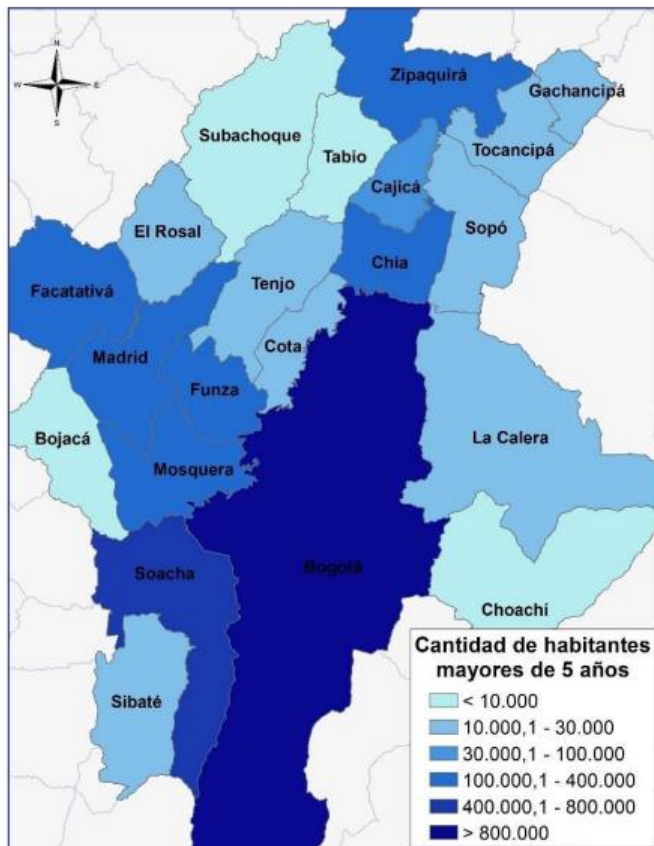 N
W E
S
Zipaquirá
Gachancipá
Subachoque
Tabio
Tocancipá
Cajicá
El Rosal
Sopó
Chía
Facatativá
Tenjo
Madrid
Cota
Funza
Bojacá
La Calera
Mosquera
Soacha
Bogotá
Choachí
Sibaté
Cantidad de habitantes
mayores de 5 años
< 10.000
10.000,1 - 30.000
30.000,1 - 100.000
100.000,1 - 400.000
400.000,1 - 800.000
> 800.000